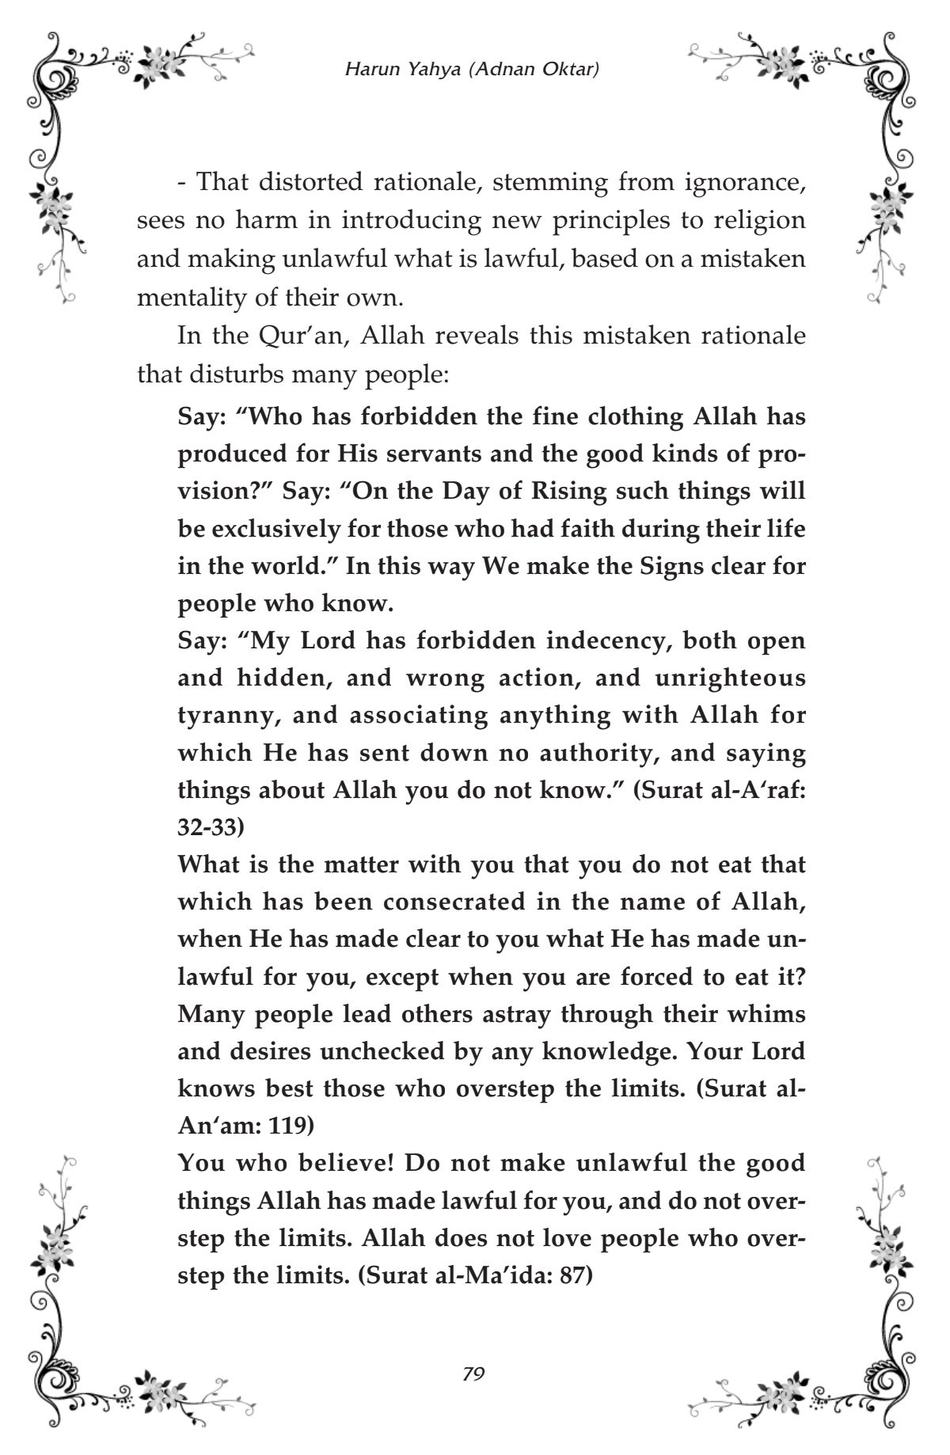 Harun Yahya (Adnan Oktar)
- That distorted rationale, stemming from ignorance,
sees no harm in introducing new principles to religion
and making unlawful what is lawful, based on a mistaken
mentality of their own.
In the Qur’an, Allah reveals this mistaken rationale
that disturbs many people:
Say: “Who has forbidden the fine clothing Allah has
produced for His servants and the good kinds of pro-
vision?” Say: “On the Day of Rising such things will
be exclusively for those who had faith during their life
in the world.” In this way We make the Signs clear for
people who know.
Say: “My Lord has forbidden indecency, both open
and hidden, and wrong action, and unrighteous
tyranny, and associating anything with Allah for
which He has sent down no authority, and saying
things about Allah you do not know.” (Surat al-A‘raf:
32-33)
What is the matter with you that you do not eat that
which has been consecrated in the name of Allah,
when He has made clear to you what He has made un-
lawful for you, except when you are forced to eat it?
Many people lead others astray through their whims
and desires unchecked by any knowledge. Your Lord
knows best those who overstep the limits. (Surat al-
An‘am: 119)
You who believe! Do not make unlawful the good
things Allah has made lawful for you, and do not over-
step the limits. Allah does not love people who over-
step the limits. (Surat al-Ma’ida: 87)
79